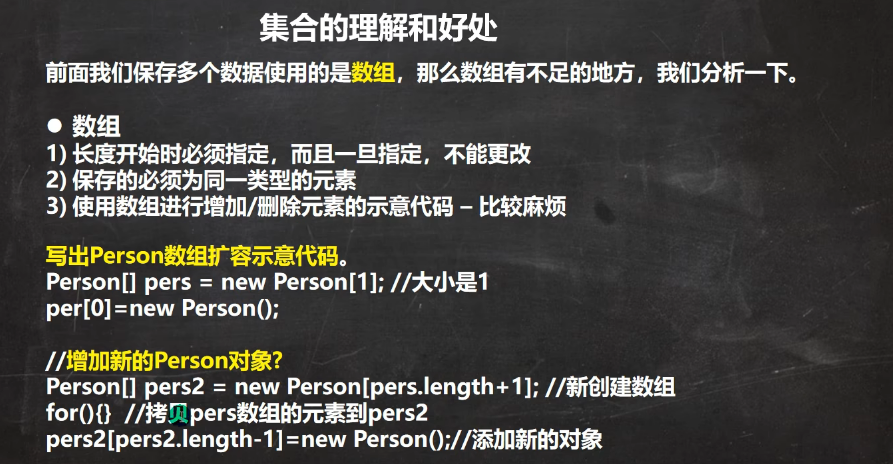 集合的理解和好处
前面我们保存多个数据使用的是数组，那么数组有不足的地方，我们分析一下。
● 数组
1) 长度开始时必须指定，而且一旦指定，不能更改
2) 保存的必须为同一类型的元素
3) 使用数组进行增加/删除元素的示意代码 – 比较麻烦
写出Person数组扩容示意代码。
Person[] pers = new Person[1]; //大小是1
per[0]=new Person();
//增加新的Person对象?
Person[] pers2 = new Person[pers.length+1]; //新创建数组
for(){} //拷贝pers数组的元素到pers2
pers2[pers2.length-1]=new Person();//添加新的对象